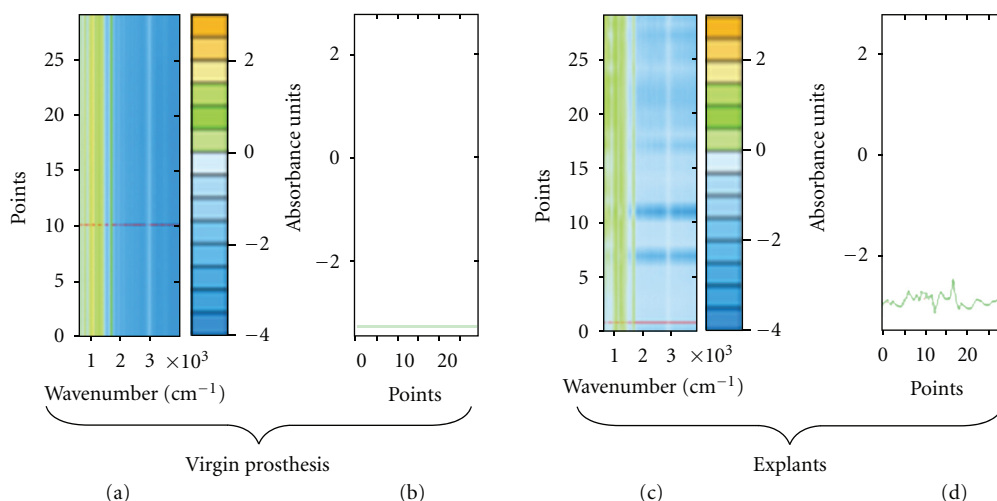 25
20
15
10
5
0
Points
1 2 3 ×10³
Wavenumber (cm⁻¹)
2
0
−2
−4
2
0
−2
Absorbance units
0 10 20
Points
Virgin prosthesis
(a) (b)
25
20
15
10
5
0
Points
1 2 3 ×10³
Wavenumber (cm⁻¹)
2
0
−2
−4
2
0
−2
Absorbance units
0 10 20
Points
Explants
(c) (d)